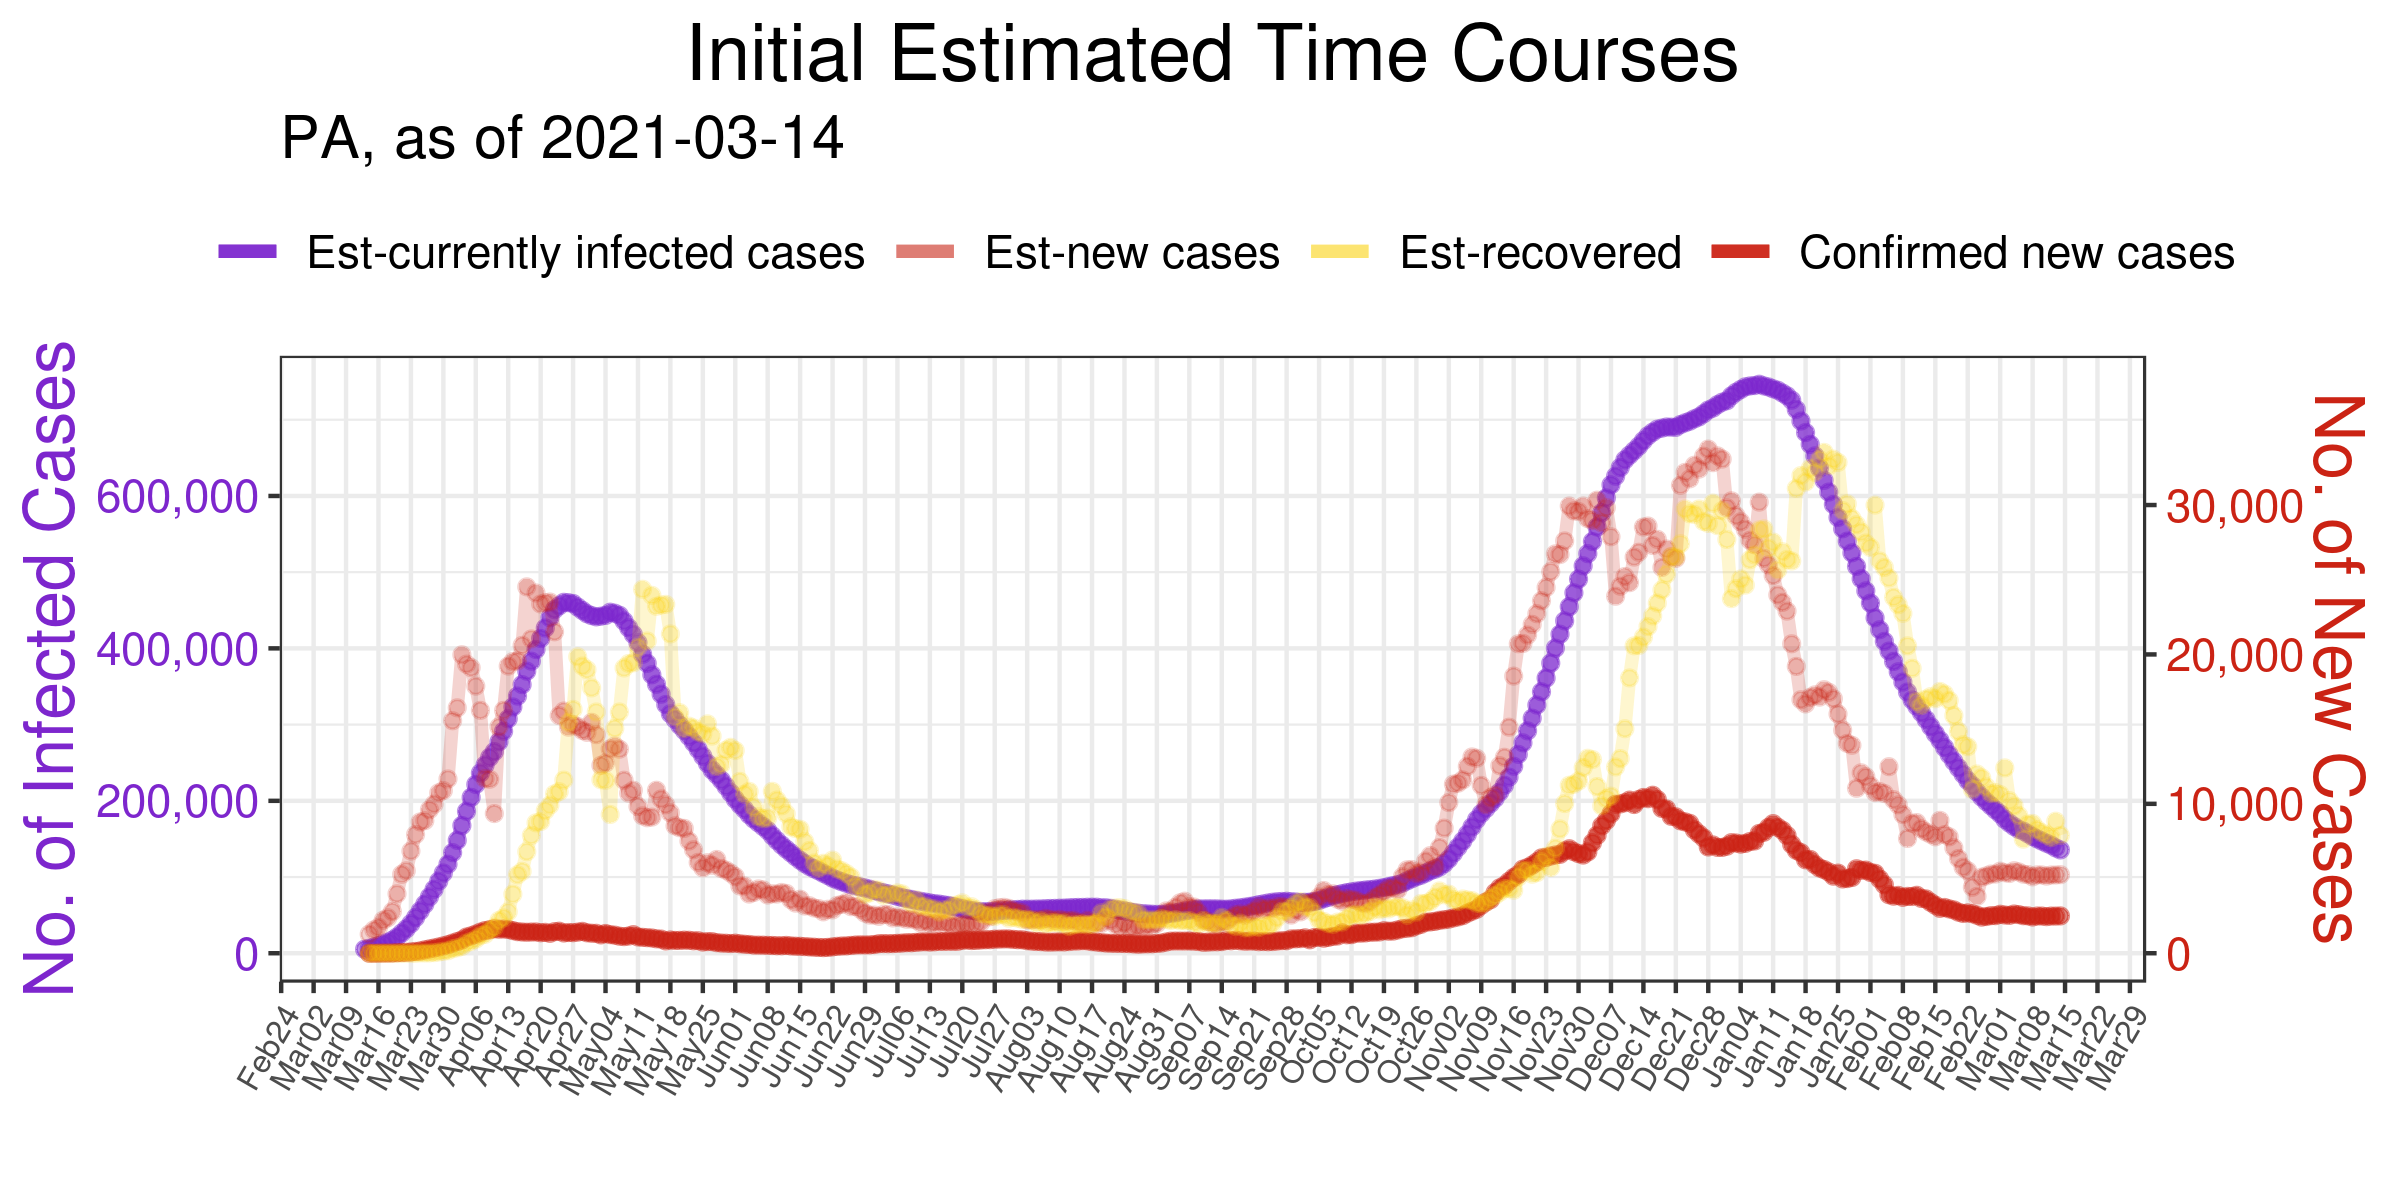 Initial Estimated Time Courses
PA, as of 2021-03-14
Est-currently infected cases Est-new cases Est-recovered Confirmed new cases
No. of Infected Cases
600,000
400,000
200,000
0
30,000
20,000
10,000
0
No. of New Cases
Feb24 Mar02 Mar09 Mar16 Mar23 Mar30 Apr06 Apr13 Apr20 Apr27 May04 May11 May18 May25 Jun01 Jun08 Jun15 Jun22 Jun29 Jul06 Jul13 Jul20 Jul27 Aug03 Aug10 Aug17 Aug24 Aug31 Sep07 Sep14 Sep21 Sep28 Oct05 Oct12 Oct19 Oct26 Nov02 Nov09 Nov16 Nov23 Nov30 Dec07 Dec14 Dec21 Dec28 Jan04 Jan11 Jan18 Jan25 Feb01 Feb08 Feb15 Feb22 Mar01 Mar08 Mar15 Mar22 Mar29